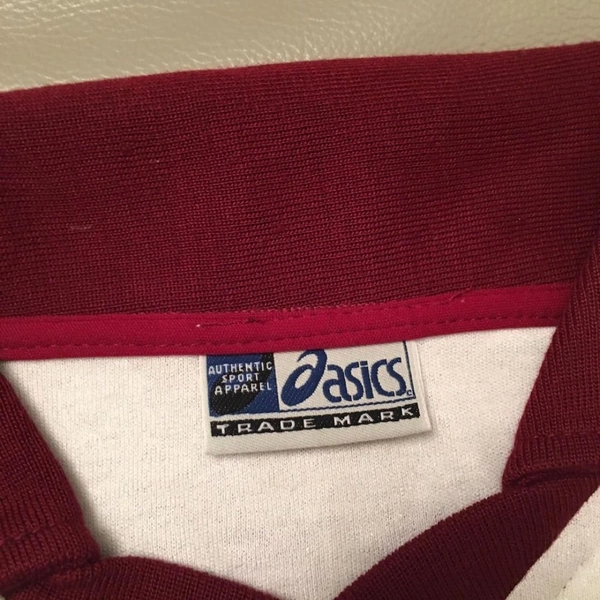 AUTHENTIC
SPORT
APPAREL
asics
TRADE MARK